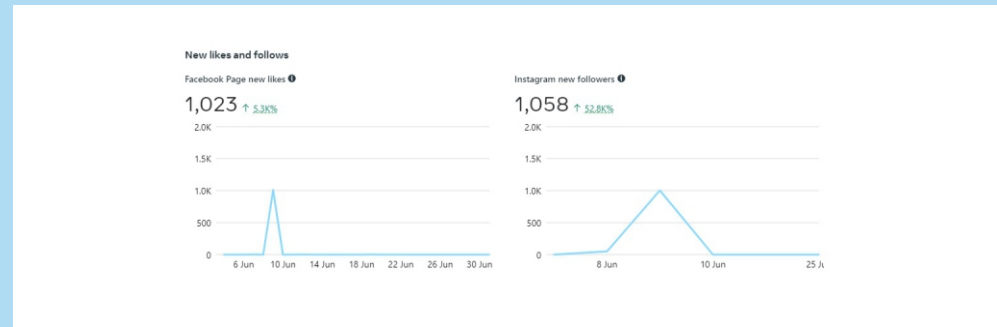 New likes and follows
Facebook Page new likes
Instagram new followers
1,023 ↑ 5.3K%
1,058 ↑ 52.8K%
2.0K
1.5K
1.0K
500
0
6 Jun 10 Jun 14 Jun 18 Jun 22 Jun 26 Jun 30 Jun
2.0K
1.5K
1.0K
500
0
8 Jun 10 Jun 25